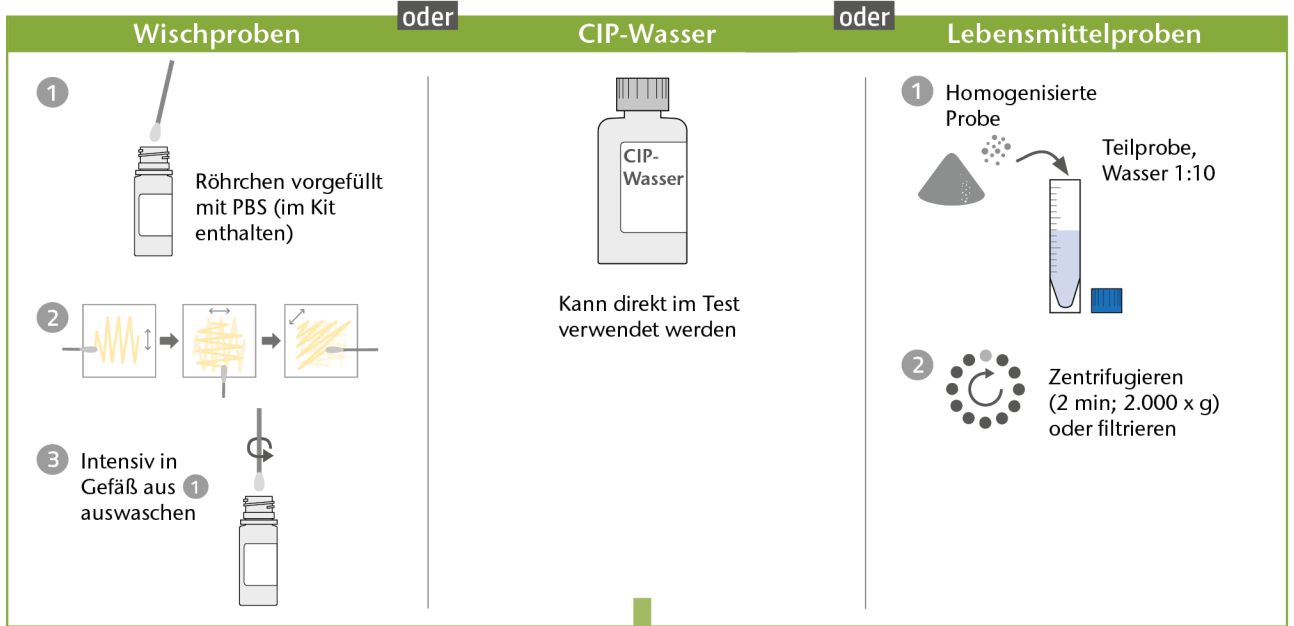 oder
oder
Wischproben
CIP-Wasser
Lebensmittelproben
1
Röhrchen vorgefüllt
mit PBS (im Kit
enthalten)
2
3
Intensiv in
Gefäß aus 1
auswaschen
CIP-
Wasser
Kann direkt im Test
verwendet werden
1
Homogenisierte
Probe
Teilprobe,
Wasser 1:10
2
Zentrifugieren
(2 min; 2.000 x g)
oder filtrieren